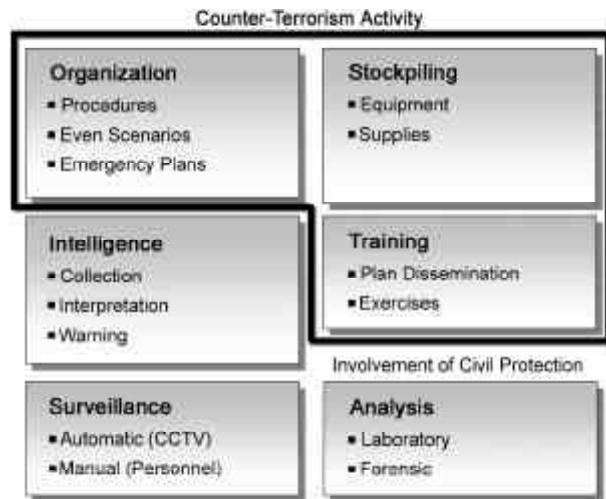 Counter-Terrorism Activity
Organization
▪ Procedures
▪ Even Scenarios
▪ Emergency Plans
Stockpiling
▪ Equipment
▪ Supplies
Intelligence
▪ Collection
▪ Interpretation
▪ Warning
Training
▪ Plan Dissemination
▪ Exercises
Involvement of Civil Protection
Surveillance
▪ Automatic (CCTV)
▪ Manual (Personnel)
Analysis
▪ Laboratory
▪ Forensic